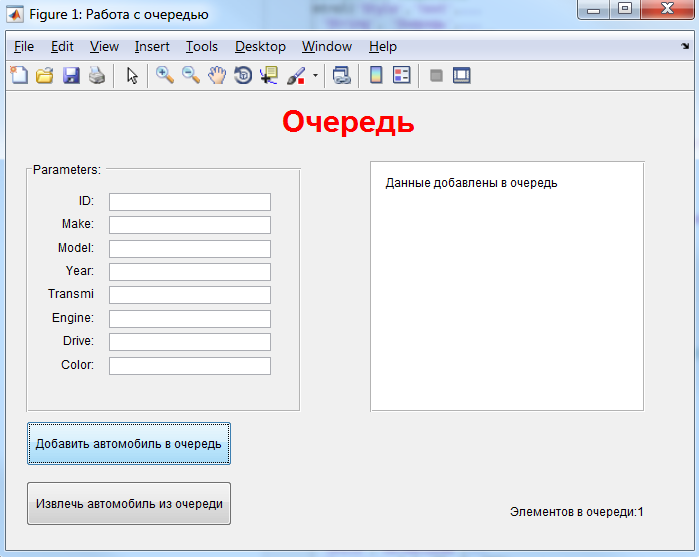 Figure 1: Работа с очередью
File Edit View Insert Tools Desktop Window Help
Очередь
Parameters:
ID:
Make:
Model:
Year:
Transmi
Engine:
Drive:
Color:
Данные добавлены в очередь
Добавить автомобиль в очередь
Извлечь автомобиль из очереди
Элементов в очереди:1